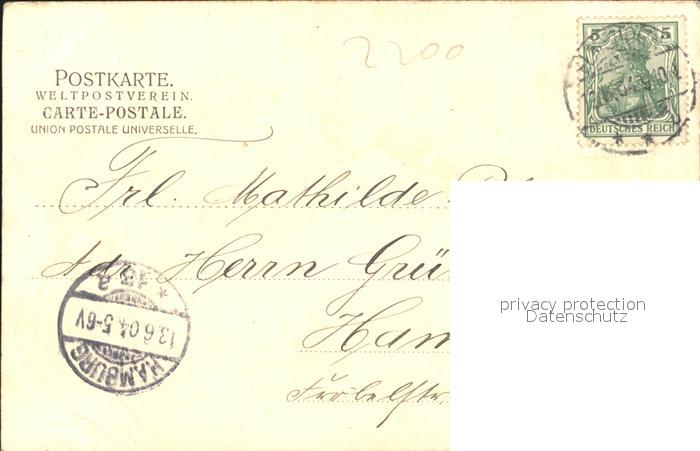 2200
5 5
DEUTSCHES REICH
POSTKARTE.
WELTPOSTVEREIN.
CARTE-POSTALE.
UNION POSTALE UNIVERSELLE.
Frl. Mathilde
Adr. Herrn Grü
Ham
Fröbelstr.
HAMBURG
13.6.04.5-6V
privacy protection
Datenschutz